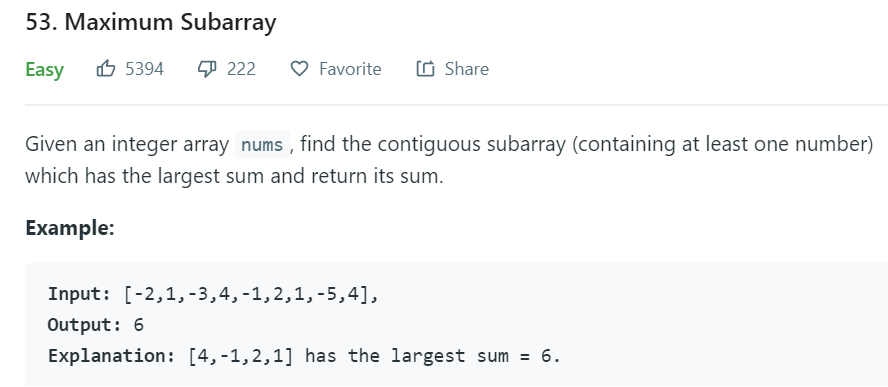 53. Maximum Subarray
Easy 5394 222 Favorite Share
Given an integer array nums , find the contiguous subarray (containing at least one number)
which has the largest sum and return its sum.
Example:
Input: [-2,1,-3,4,-1,2,1,-5,4],
Output: 6
Explanation: [4,-1,2,1] has the largest sum = 6.